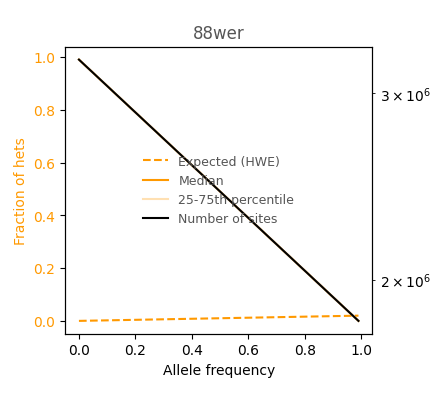 88wer
1.0
0.8
0.6
0.4
0.2
0.0
Fraction of hets
3 × 10⁶
2 × 10⁶
Expected (HWE)
Median
25-75th percentile
Number of sites
0.0 0.2 0.4 0.6 0.8 1.0
Allele frequency